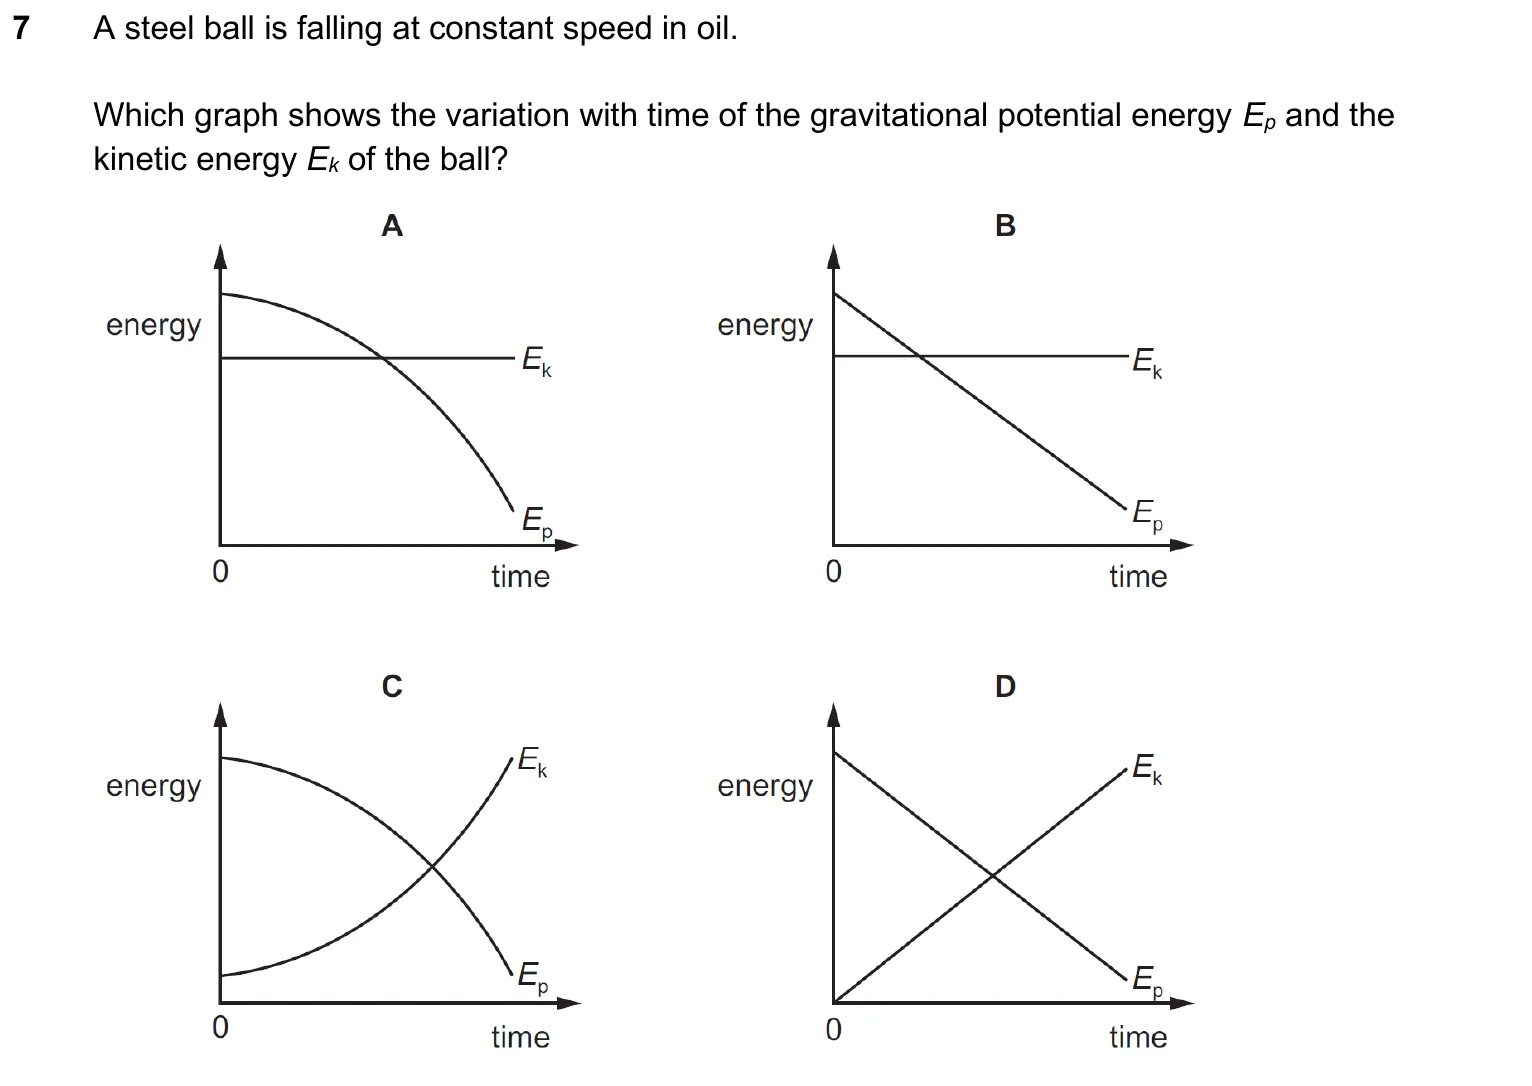 7 A steel ball is falling at constant speed in oil.
Which graph shows the variation with time of the gravitational potential energy Ep and the
kinetic energy Ek of the ball?
A
energy
Ek
Ep
0
time
B
energy
Ek
Ep
0
time
C
energy
Ek
Ep
0
time
D
energy
Ek
Ep
0
time